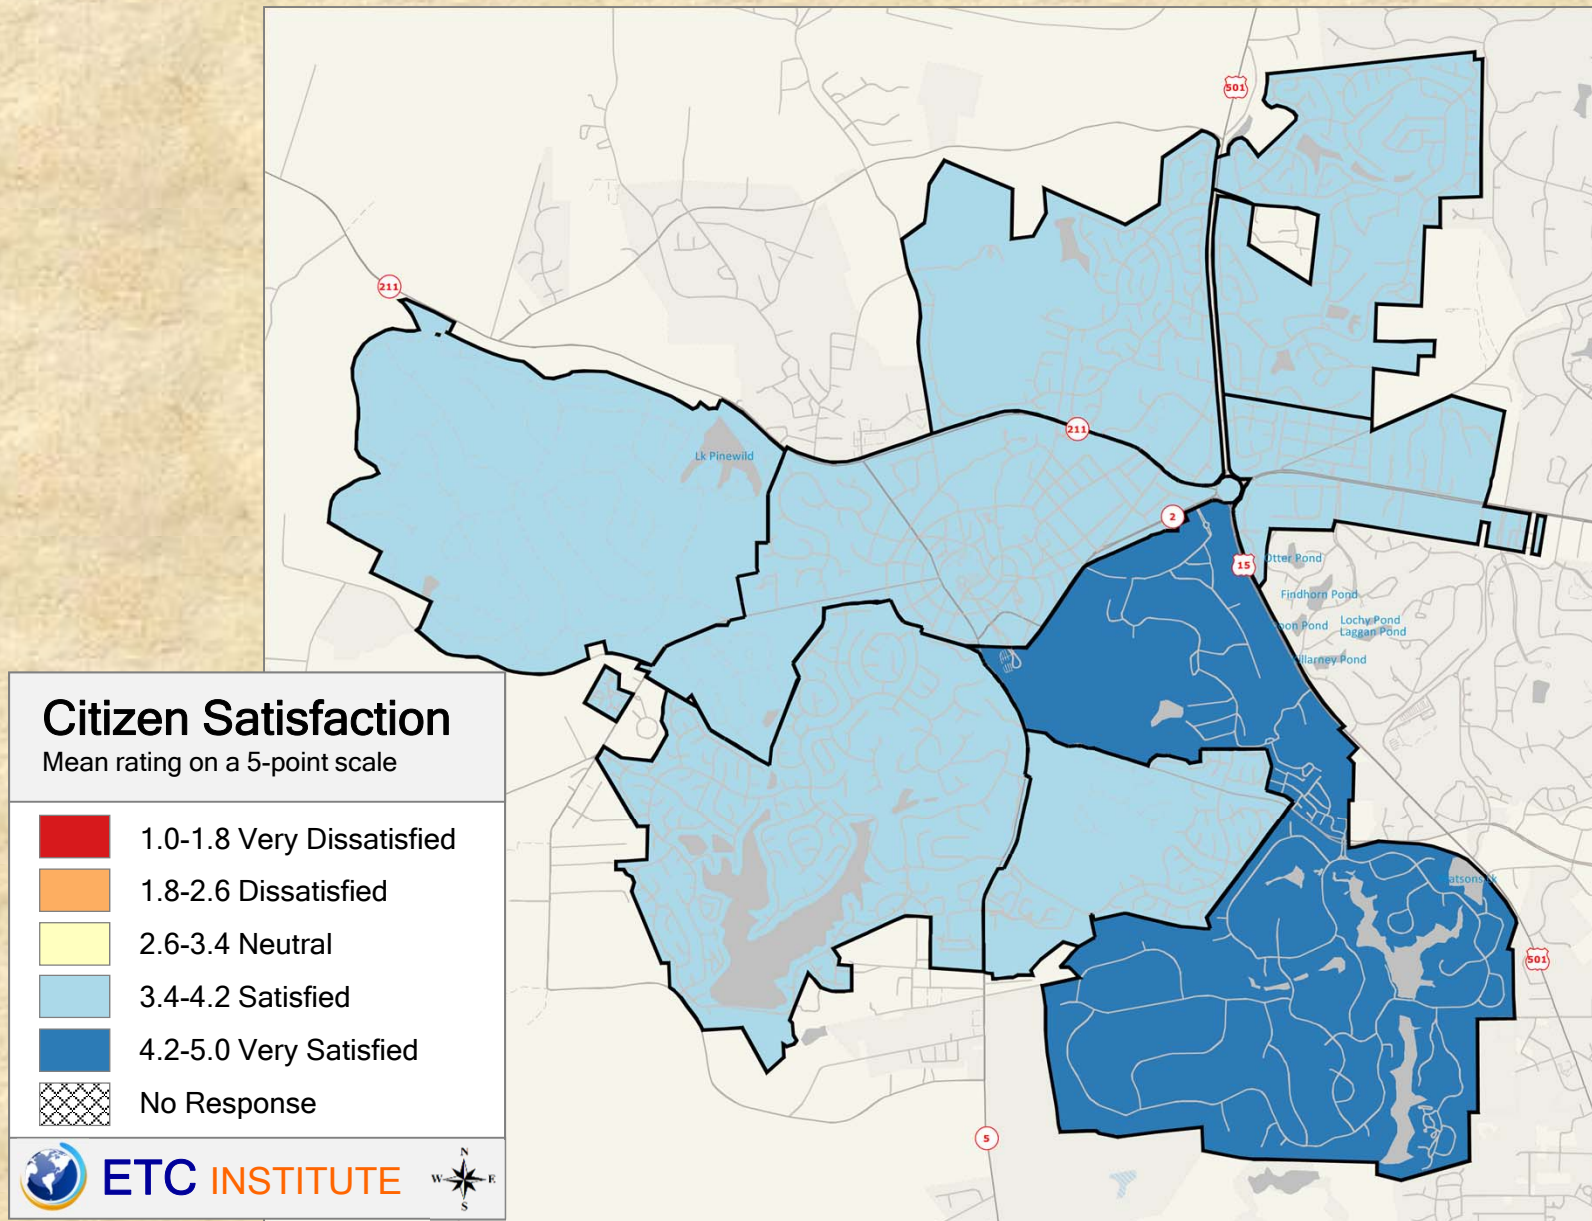 501
211
211
Lk Pinewild
2
15
Otter Pond
Findhorn Pond
Pond
Lochy Pond
Laggan Pond
Pond
Citizen Satisfaction
Mean rating on a 5-point scale
1.0-1.8 Very Dissatisfied
1.8-2.6 Dissatisfied
2.6-3.4 Neutral
3.4-4.2 Satisfied
4.2-5.0 Very Satisfied
No Response
501
5
ETC INSTITUTE
N
W E
S